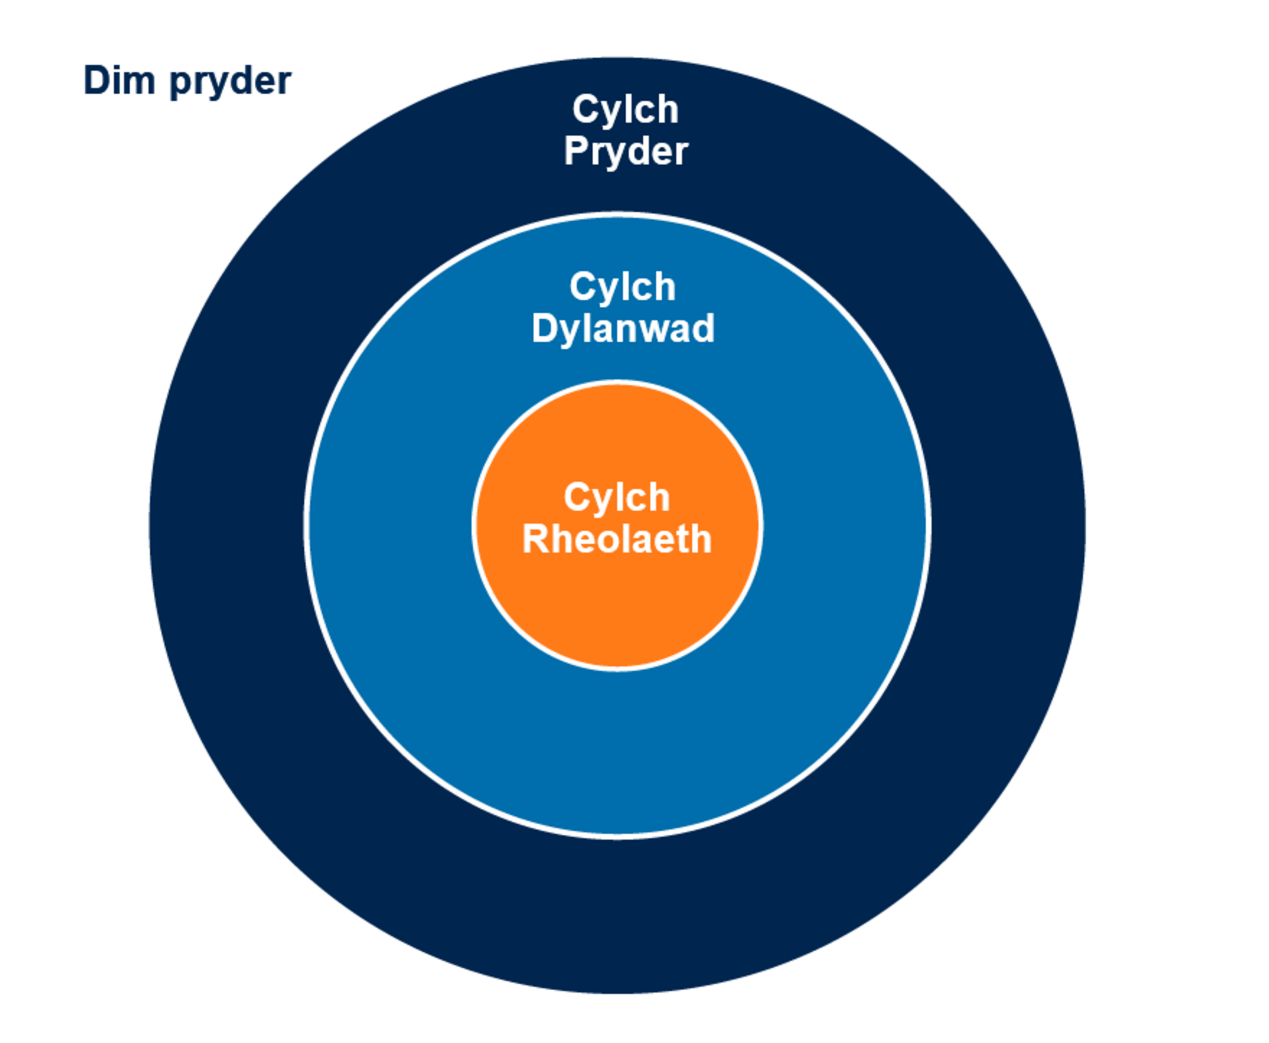 Dim pryder
Cylch
Pryder
Cylch
Dylanwad
Cylch
Rheolaeth